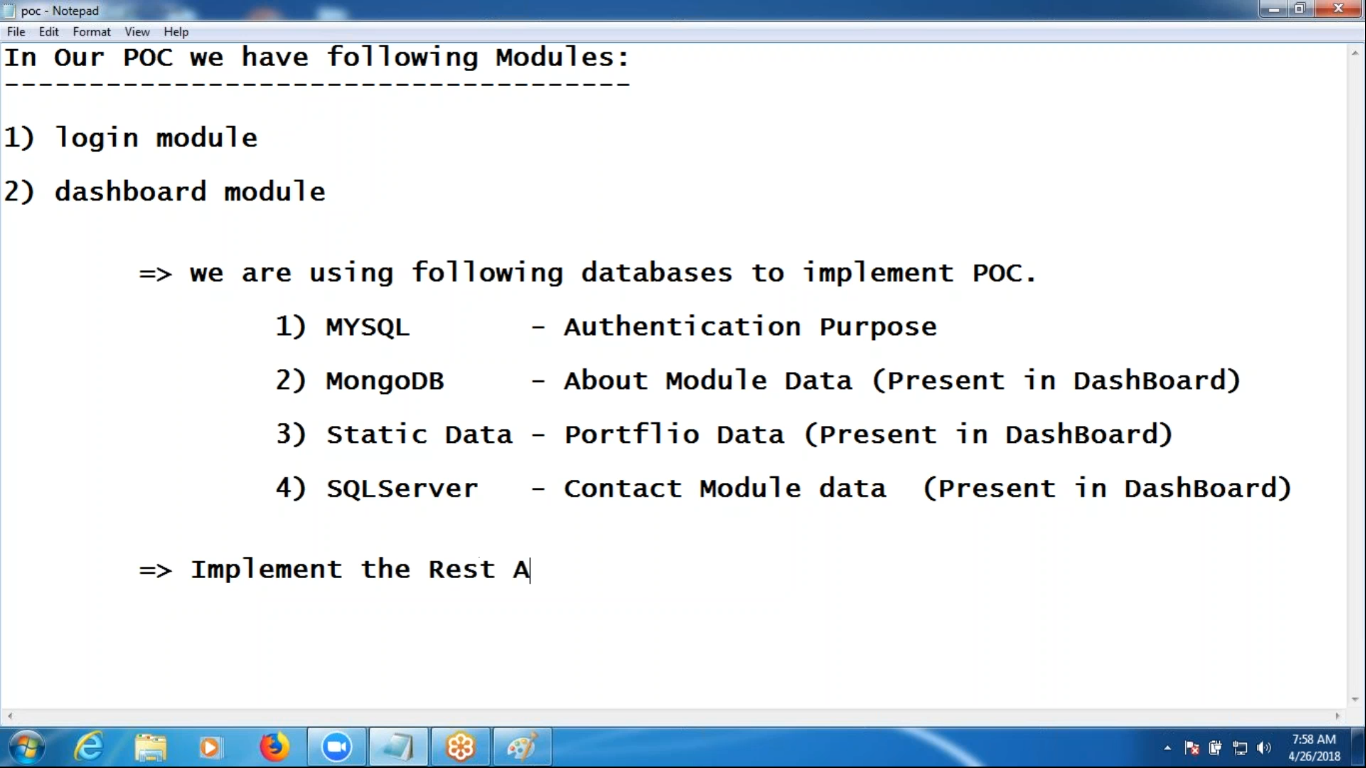 poc - Notepad
File Edit Format View Help
In Our POC we have following Modules:
-------------------------------------
1) login module
2) dashboard module
=> we are using following databases to implement POC.
1) MYSQL - Authentication Purpose
2) MongoDB - About Module Data (Present in DashBoard)
3) Static Data - Portflio Data (Present in DashBoard)
4) SQLServer - Contact Module data (Present in DashBoard)
=> Implement the Rest A
7:58 AM
4/26/2018